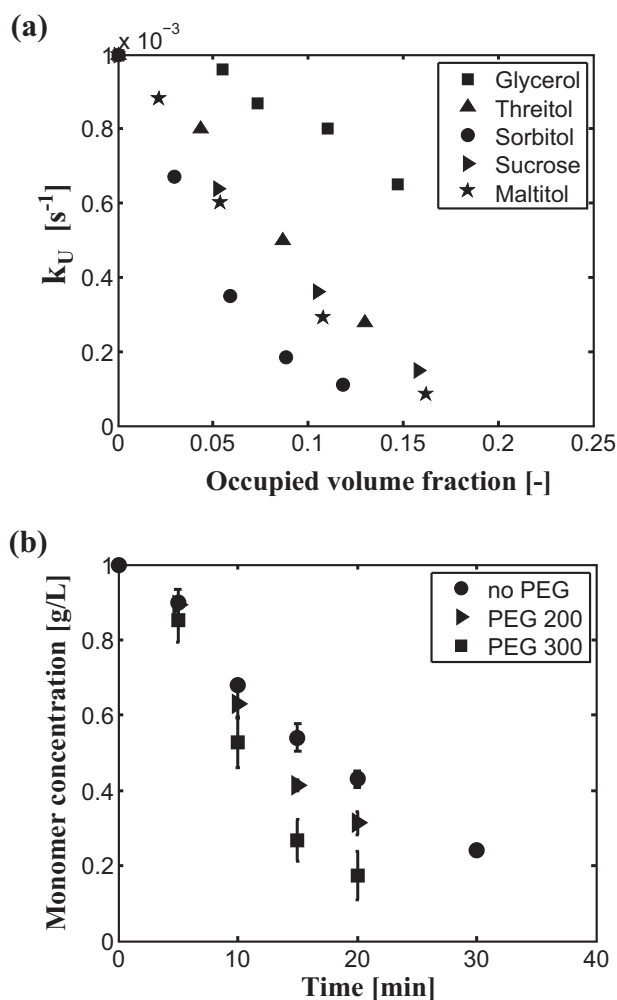 (a)
1 x 10⁻³
0.8
0.6
0.4
0.2
0
kU [s⁻¹]
Glycerol
Threitol
Sorbitol
Sucrose
Maltitol
0 0.05 0.1 0.15 0.2 0.25
Occupied volume fraction [-]
(b)
1
0.8
0.6
0.4
0.2
0
Monomer concentration [g/L]
no PEG
PEG 200
PEG 300
0 10 20 30 40
Time [min]